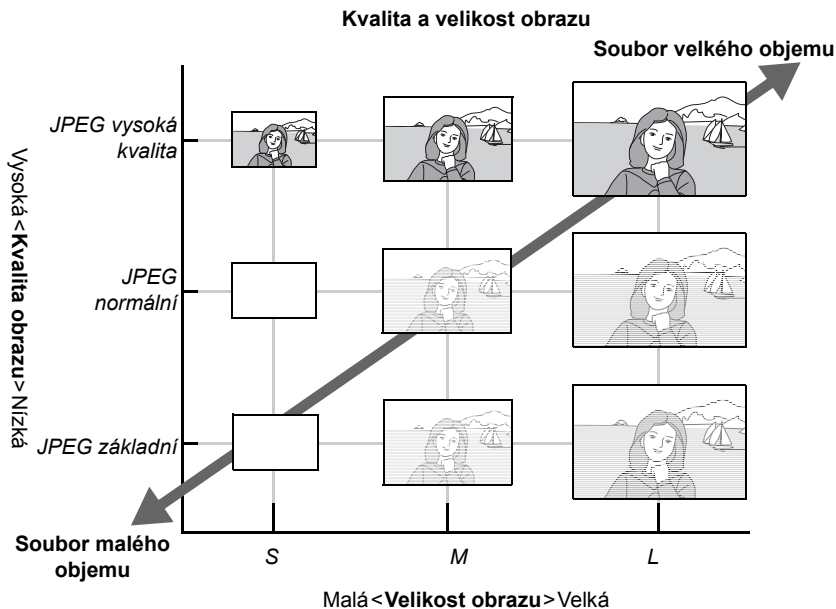 Kvalita a velikost obrazu
Soubor velkého objemu
JPEG vysoká
kvalita
Vysoká<Kvalita obrazu>Nízká
JPEG
normální
JPEG základní
Soubor malého
objemu
S
M
L
Malá<Velikost obrazu>Velká